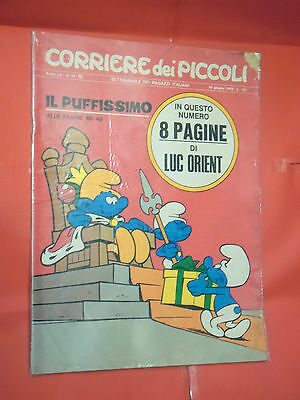 CORRIERE dei PICCOLI
SETTIMANALE DEI RAGAZZI ITALIANI
IL PUFFISSIMO
ALLE PAGINE 45-48
IN QUESTO
NUMERO
8 PAGINE
DI
LUC ORIENT